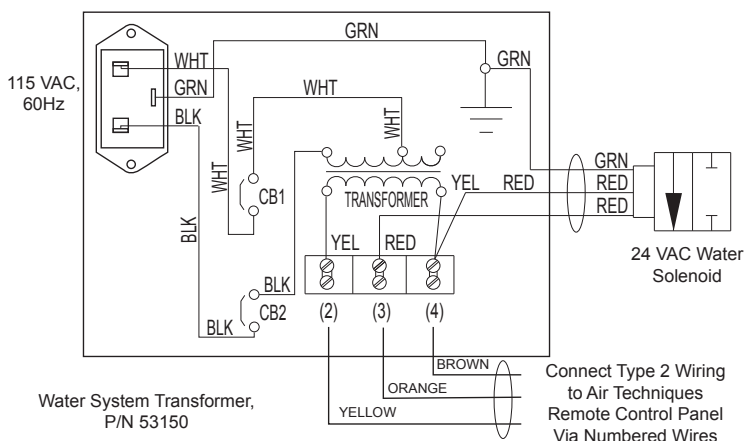 GRN
WHT
GRN
115 VAC,
60Hz
GRN
WHT
BLK
WHT
WHT
WHT
GRN
YEL
RED
RED
RED
CB1
TRANSFORMER
BLK
YEL
RED
24 VAC Water
Solenoid
BLK
CB2
(2)
(3)
(4)
BLK
BROWN
ORANGE
YELLOW
Connect Type 2 Wiring
to Air Techniques
Remote Control Panel
Via Numbered Wires
Water System Transformer,
P/N 53150